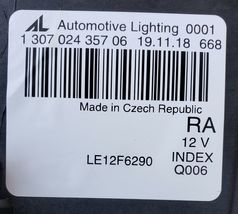 AL Automotive Lighting 0001
1 307 024 357 06 19.11.18 668
Made in Czech Republic
RA
12 V
LE12F6290 INDEX
Q006